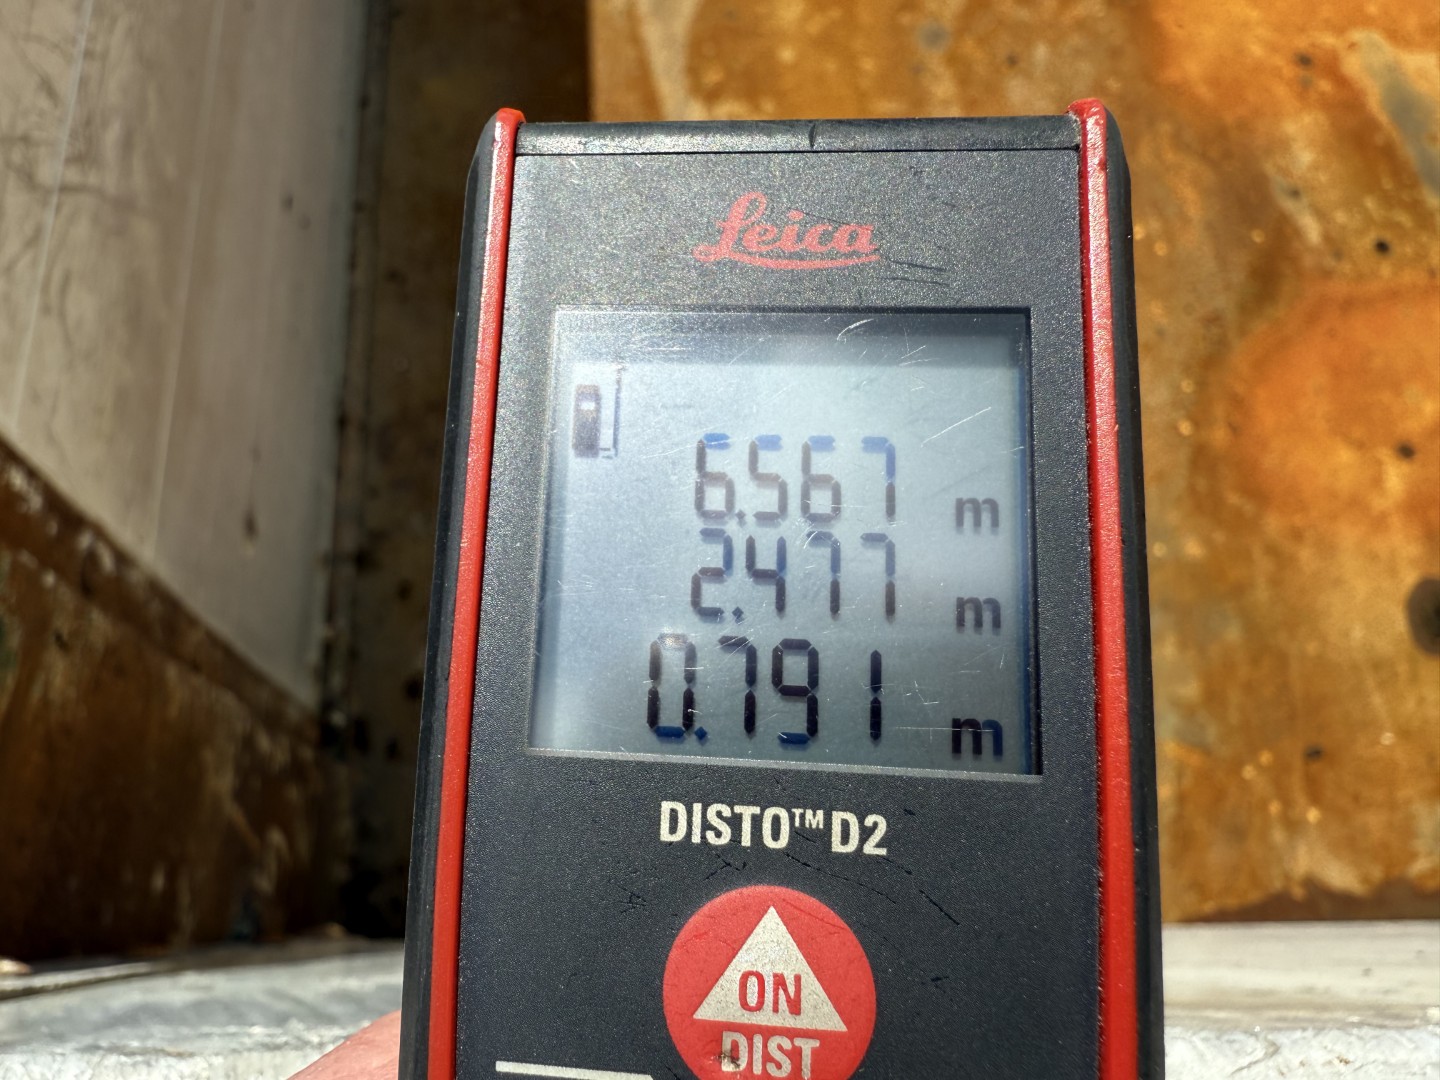 Leica
6.567 m
2.477 m
0.791 m
DISTO™ D2
ON
DIST